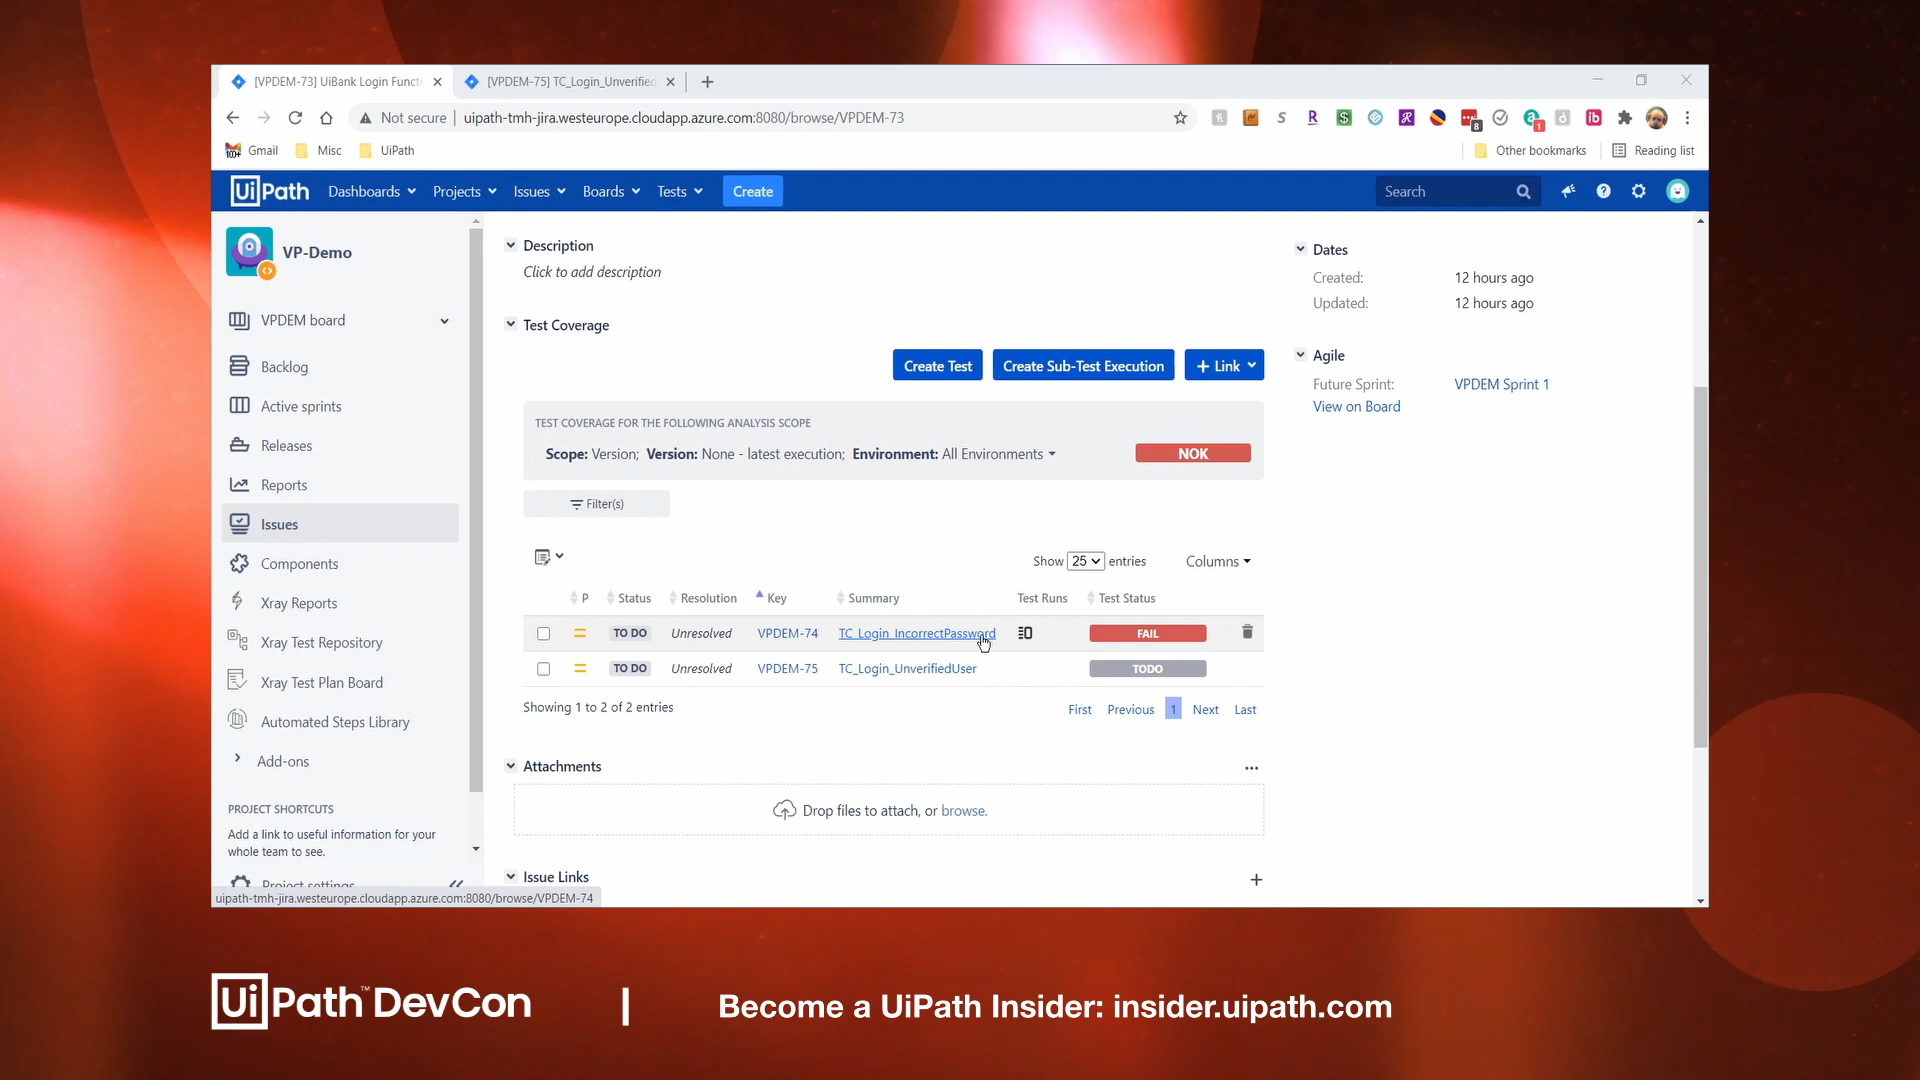 [VPDEM-73] UiBank Login Functi
[VPDEM-75] TC_Login_Unverified
Not secure uipath-tmh-jira.westeurope.cloudapp.azure.com:8080/browse/VPDEM-73
Gmail Misc UiPath Other bookmarks Reading list
UiPath Dashboards Projects Issues Boards Tests Create Search
VP-Demo
VPDEM board
Backlog
Active sprints
Releases
Reports
Issues
Components
Xray Reports
Xray Test Repository
Xray Test Plan Board
Automated Steps Library
Add-ons
PROJECT SHORTCUTS
Add a link to useful information for your
whole team to see.
Project settings
uipath-tmh-jira.westeurope.cloudapp.azure.com:8080/browse/VPDEM-74
Description
Click to add description
Test Coverage
Create Test Create Sub-Test Execution + Link
TEST COVERAGE FOR THE FOLLOWING ANALYSIS SCOPE
Scope: Version; Version: None - latest execution; Environment: All Environments NOK
Filter(s)
Show 25 entries Columns
P Status Resolution Key Summary Test Runs Test Status
TO DO Unresolved VPDEM-74 TC_Login_IncorrectPassword FAIL
TO DO Unresolved VPDEM-75 TC_Login_UnverifiedUser TODO
Showing 1 to 2 of 2 entries First Previous 1 Next Last
Attachments
Drop files to attach, or browse.
Issue Links
Dates
Created: 12 hours ago
Updated: 12 hours ago
Agile
Future Sprint: VPDEM Sprint 1
View on Board
UiPath™ DevCon | Become a UiPath Insider: insider.uipath.com